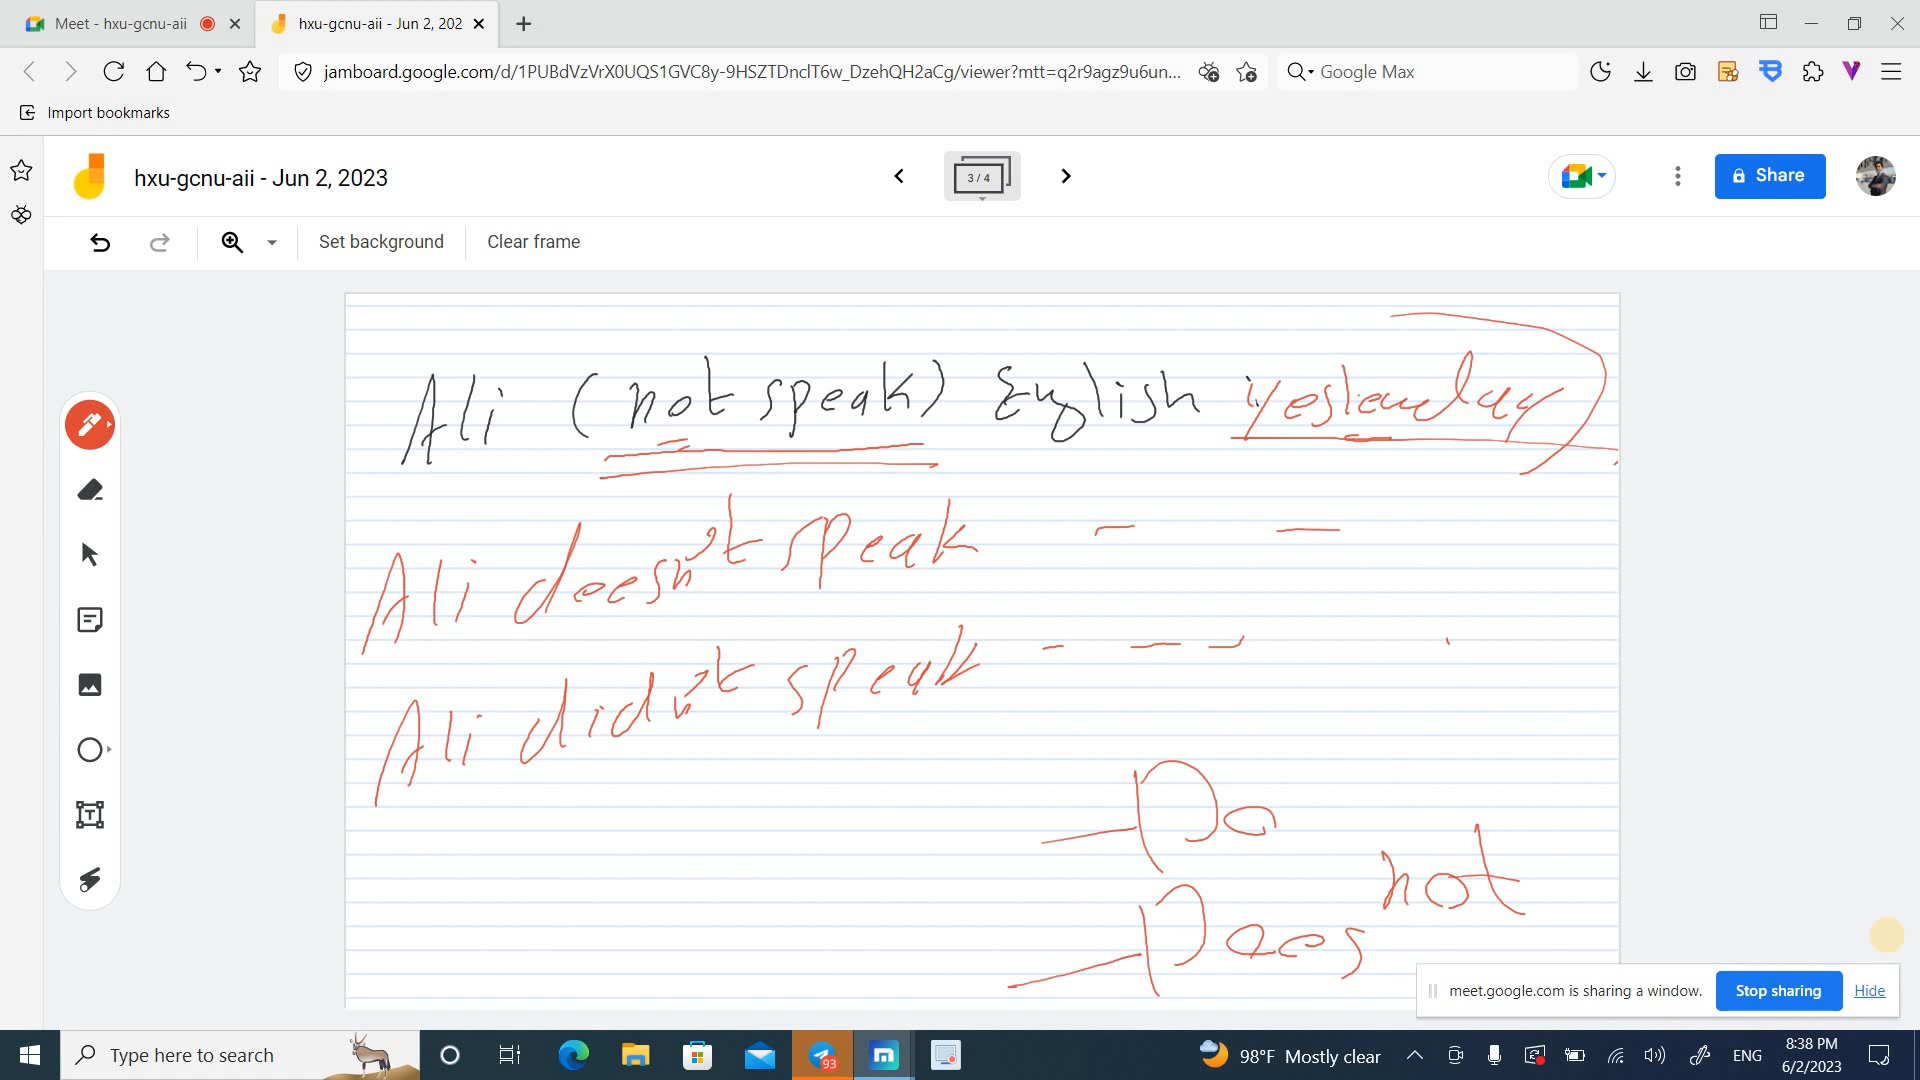 Meet - hxu-gcnu-aii
hxu-gcnu-aii - Jun 2, 202
jamboard.google.com/d/1PUBdVzVrX0UQS1GVC8y-9HSZTDnclT6w_DzehQH2aCg/viewer?mtt=q2r9agz9u6un...
Google Max
Import bookmarks
hxu-gcnu-aii - Jun 2, 2023
3 / 4
Share
Set background
Clear frame
Ali (not speak) English yesterday
Ali doesn't speak - -
Ali didn't speak - - -
Do
not
Does
meet.google.com is sharing a window.
Stop sharing
Hide
Type here to search
93
98°F Mostly clear
ENG
8:38 PM
6/2/2023